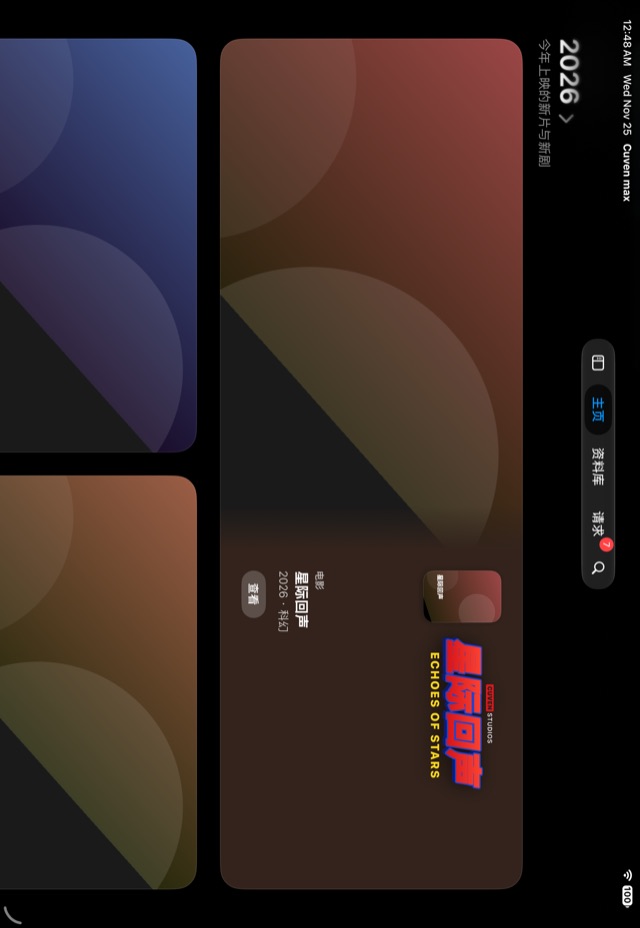 12:48 AM Wed Nov 25 Cuven max
100
主页
资料库
请求
7
2026
今年上映的新片与新剧
星际回声
CUVEN STUDIOS
星际回声
ECHOES OF STARS
电影
星际回声
2026 · 科幻
查看